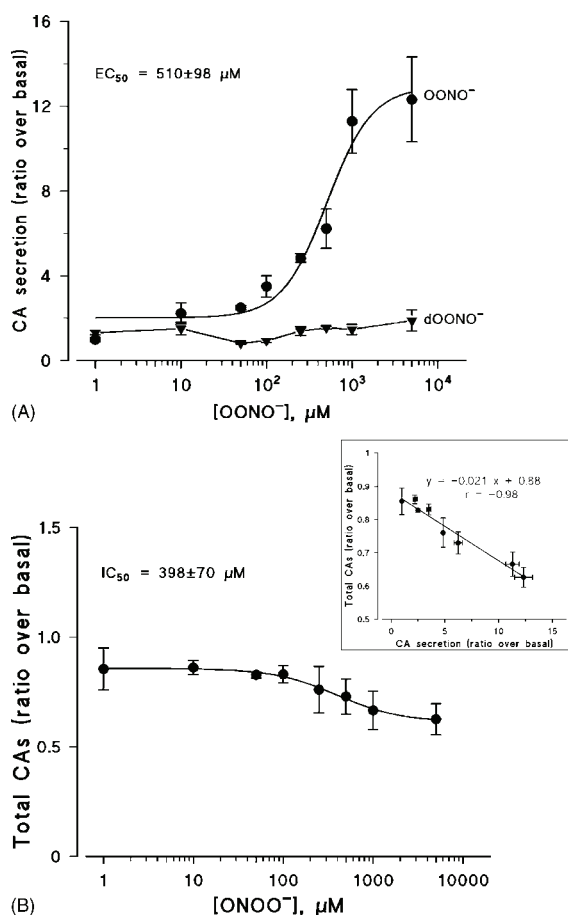 16
12
8
4
0
CA secretion (ratio over basal)
EC50 = 510±98 μM
OONO⁻
dOONO⁻
1
10
10²
10³
10⁴
(A)
[OONO⁻], μM
1.5
1.0
0.5
0
Total CAs (ratio over basal)
IC50 = 398±70 μM
1
0.9
0.8
0.7
0.6
0.5
Total CAs (ratio over basal)
y = −0.021 x + 0.88
r = −0.98
0
5
10
15
CA secretion (ratio over basal)
1
10
100
1000
10000
(B)
[ONOO⁻], μM